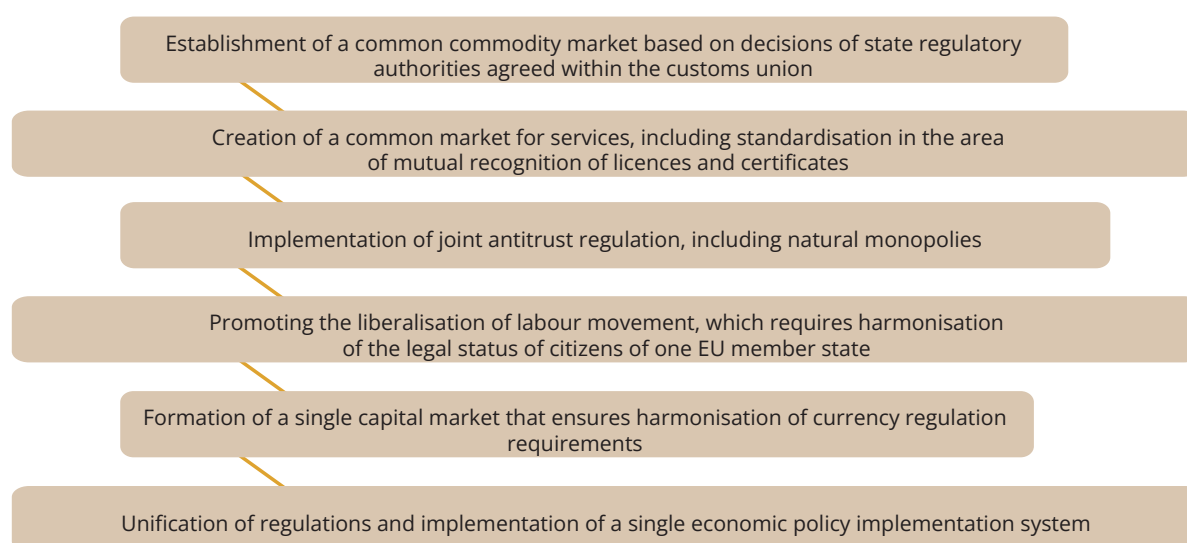 Establishment of a common commodity market based on decisions of state regulatory
authorities agreed within the customs union
Creation of a common market for services, including standardisation in the area
of mutual recognition of licences and certificates
Implementation of joint antitrust regulation, including natural monopolies
Promoting the liberalisation of labour movement, which requires harmonisation
of the legal status of citizens of one EU member state
Formation of a single capital market that ensures harmonisation of currency regulation
requirements
Unification of regulations and implementation of a single economic policy implementation system